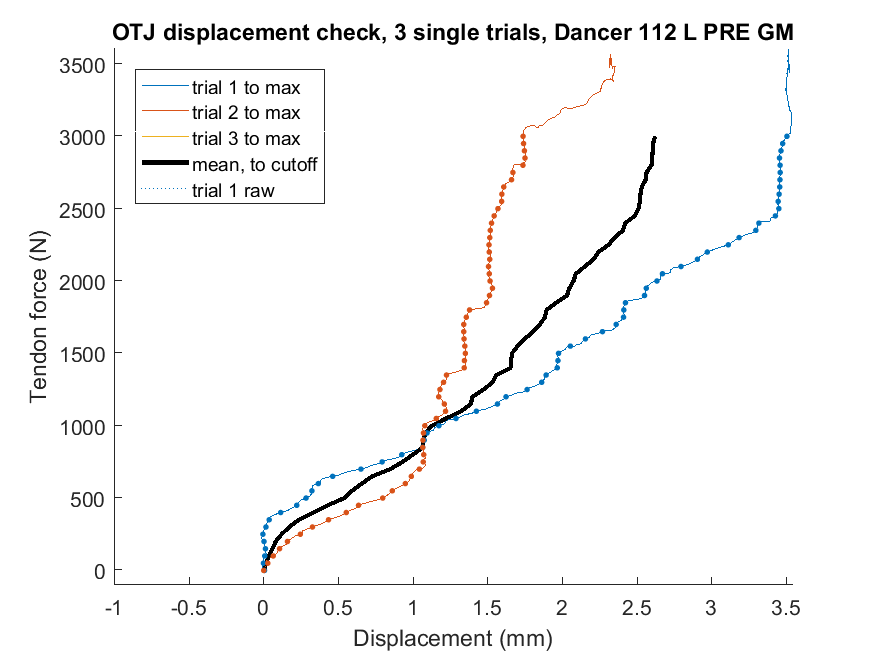 OTJ displacement check, 3 single trials, Dancer 112 L PRE GM
3500
3000
2500
2000
1500
1000
500
0
Tendon force (N)
trial 1 to max
trial 2 to max
trial 3 to max
mean, to cutoff
trial 1 raw
-1 -0.5 0 0.5 1 1.5 2 2.5 3 3.5
Displacement (mm)